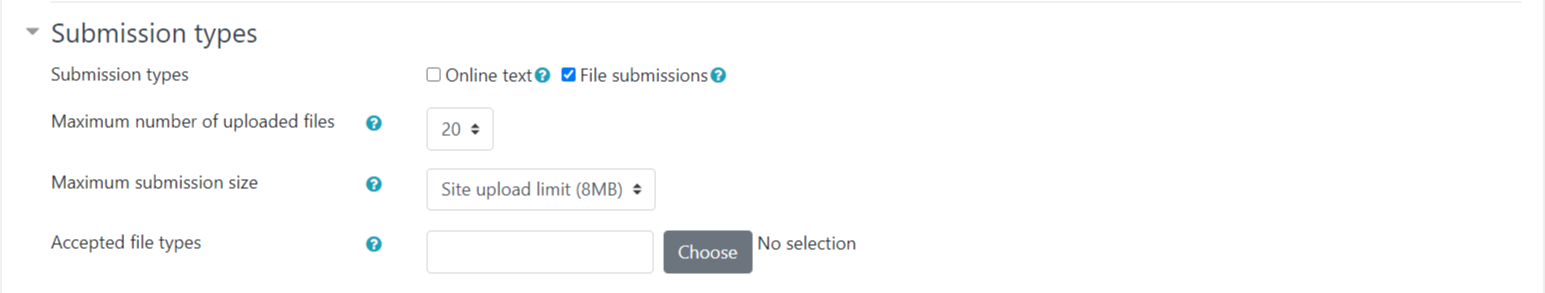 Submission types
Submission types Online text ? File submissions ?
Maximum number of uploaded files ? 20
Maximum submission size ? Site upload limit (8MB)
Accepted file types ? Choose No selection